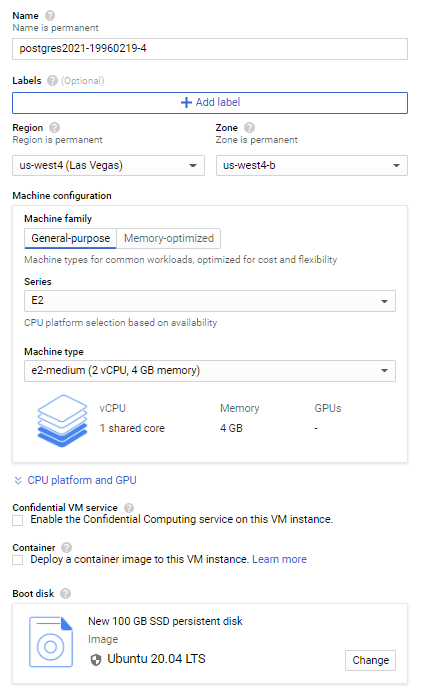 Name
Name is permanent
postgres2021-19960219-4
Labels (Optional)
Add label
Region Zone
Region is permanent Zone is permanent
us-west4 (Las Vegas) us-west4-b
Machine configuration
Machine family
General-purpose Memory-optimized
Machine types for common workloads, optimized for cost and flexibility
Series
E2
CPU platform selection based on availability
Machine type
e2-medium (2 vCPU, 4 GB memory)
vCPU Memory GPUs
1 shared core 4 GB -
CPU platform and GPU
Confidential VM service
Enable the Confidential Computing service on this VM instance.
Container
Deploy a container image to this VM instance. Learn more
Boot disk
New 100 GB SSD persistent disk
Image
Ubuntu 20.04 LTS Change